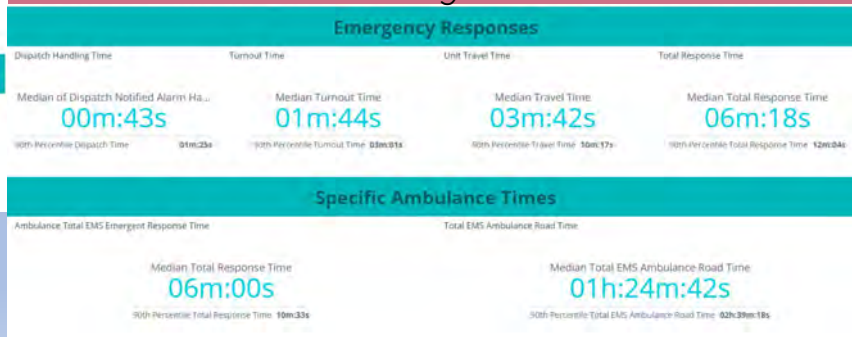 Emergency Responses
Dispatch Handling Time Turnout Time Unit Travel Time Total Response Time
Median of Dispatch Notified Alarm Ha... Median Turnout Time Median Travel Time Median Total Response Time
00m:43s 01m:44s 03m:42s 06m:18s
90th Percentile Dispatch Time 01m:25s 90th Percentile Turnout Time 03m:01s 90th Percentile Travel Time 10m:17s 90th Percentile Total Response Time 12m:04s
Specific Ambulance Times
Ambulance Total EMS Emergent Response Time Total EMS Ambulance Road Time
Median Total Response Time Median Total EMS Ambulance Road Time
06m:00s 01h:24m:42s
90th Percentile Total Response Time 10m:33s 90th Percentile Total EMS Ambulance Road Time 02h:39m:18s